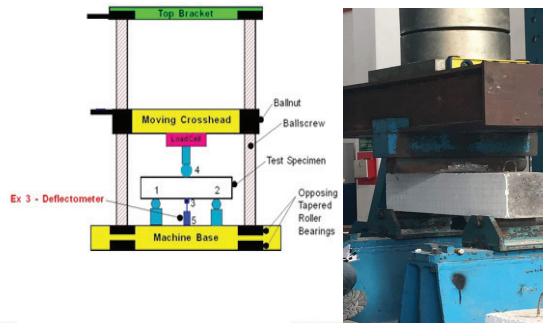 Top Bracket
Ballnut
Moving Crosshead
Ballscrew
Load Cell
4
Test Specimen
1
2
3
Ex 3 - Deflectometer
5
Opposing
Tapered
Roller
Bearings
Machine Base